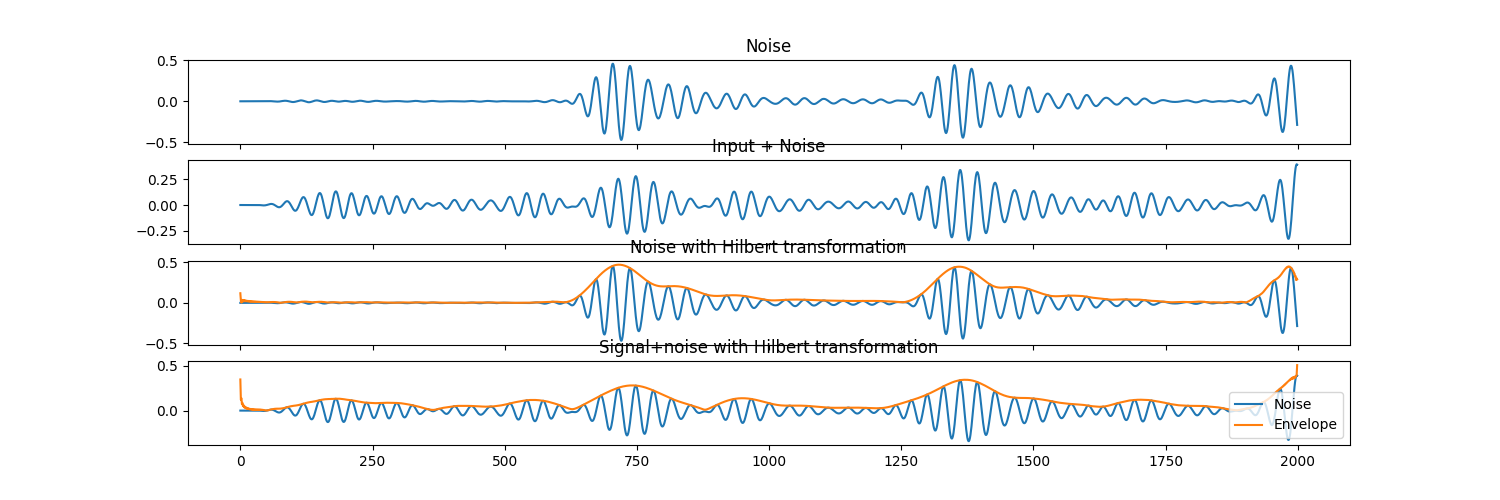 Noise
0.5
0.0
−0.5
Input + Noise
0.25
0.00
−0.25
Noise with Hilbert transformation
0.5
0.0
−0.5
Signal+noise with Hilbert transformation
0.5
0.0
Noise
Envelope
0 250 500 750 1000 1250 1500 1750 2000